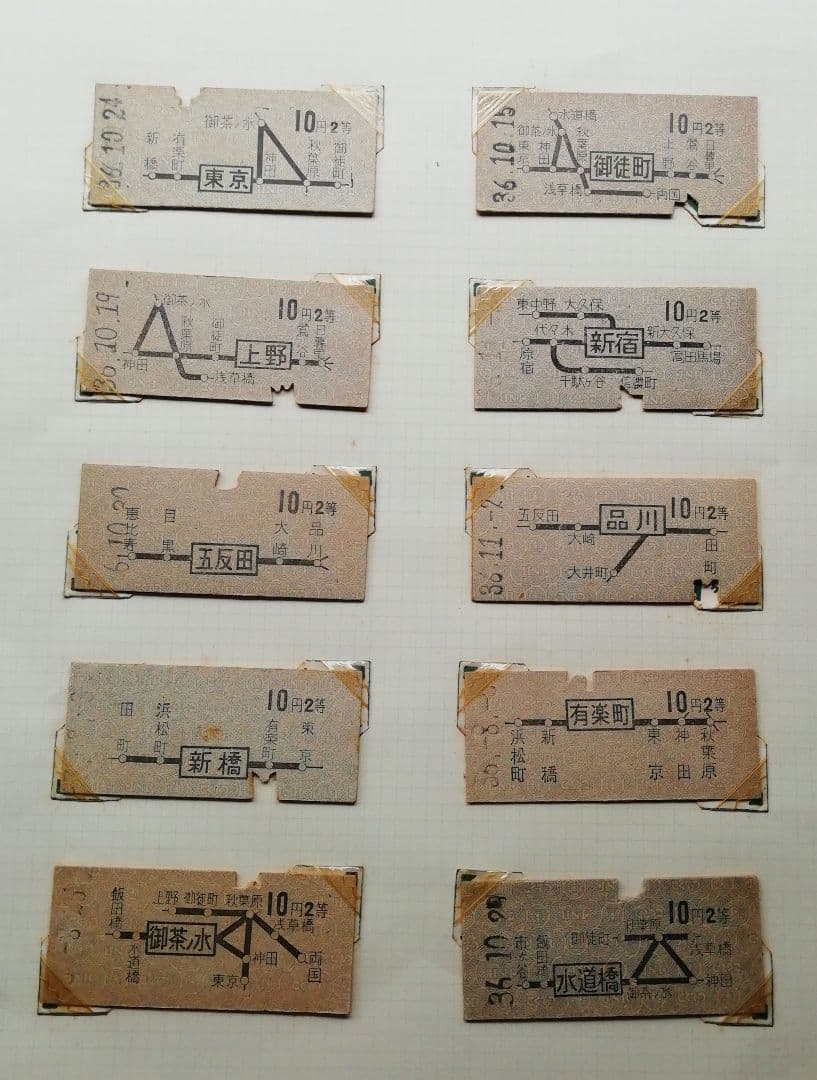 36.10.24
御茶ノ水
10円2等
新橋
有楽町
東京
神田
秋葉原
御徒町
36.10.19
水道橋
御茶ノ水
10円2等
東京
神田
秋葉原
御徒町
上野
鶯谷
日暮里
浅草橋
両国
36.10.19.-
御茶ノ水
10円2等
神田
秋葉原
御徒町
上野
鶯谷
日暮里
浅草橋
東中野 大久保
10円2等
代々木
新宿
新大久保
原宿
高田馬場
千駄ヶ谷 信濃町
10円2等
恵比寿
目黒
五反田
大崎
品川
36.11.-2
五反田
大崎
品川
10円2等
大井町
田町
10円2等
田町
浜松町
新橋
有楽町
東京
36.-8.-
有楽町
10円2等
浜松町
新橋
東京
神田
秋葉原
上野 御徒町 秋葉原
10円2等
飯田橋
水道橋
御茶ノ水
浅草橋
神田
両国
東京
36.10.25
御徒町
秋葉原
10円2等
市ヶ谷
飯田橋
水道橋
浅草橋
神田
御茶ノ水